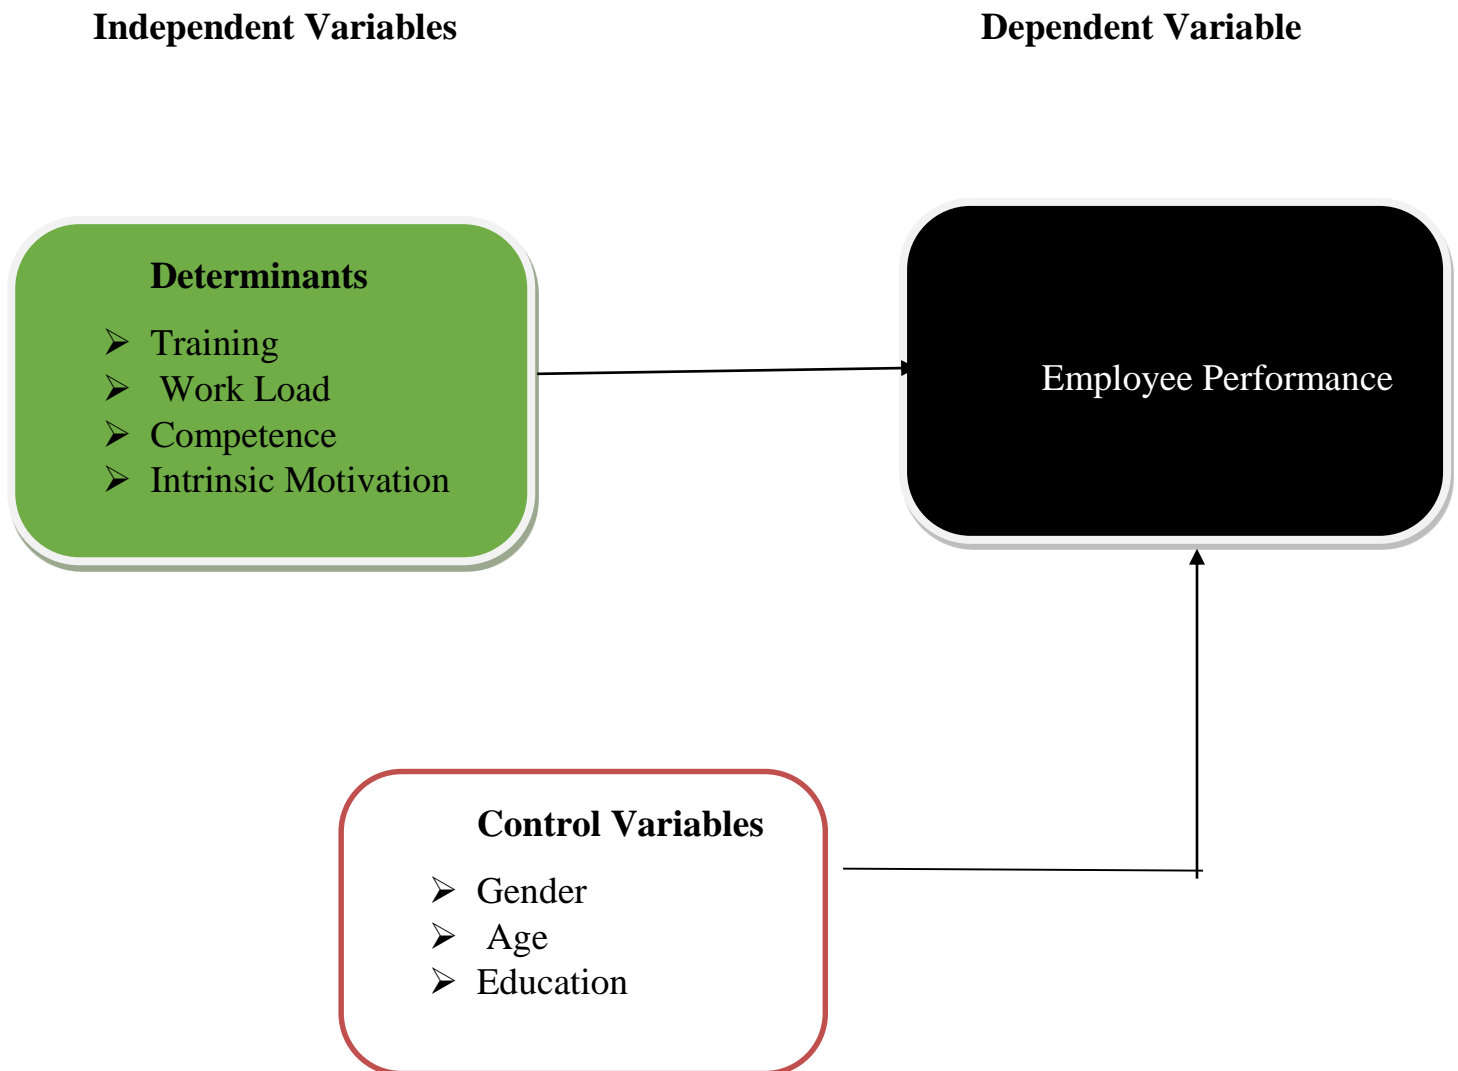 Independent Variables
Dependent Variable
Determinants
➢ Training
➢ Work Load
➢ Competence
➢ Intrinsic Motivation
Employee Performance
Control Variables
➢ Gender
➢ Age
➢ Education